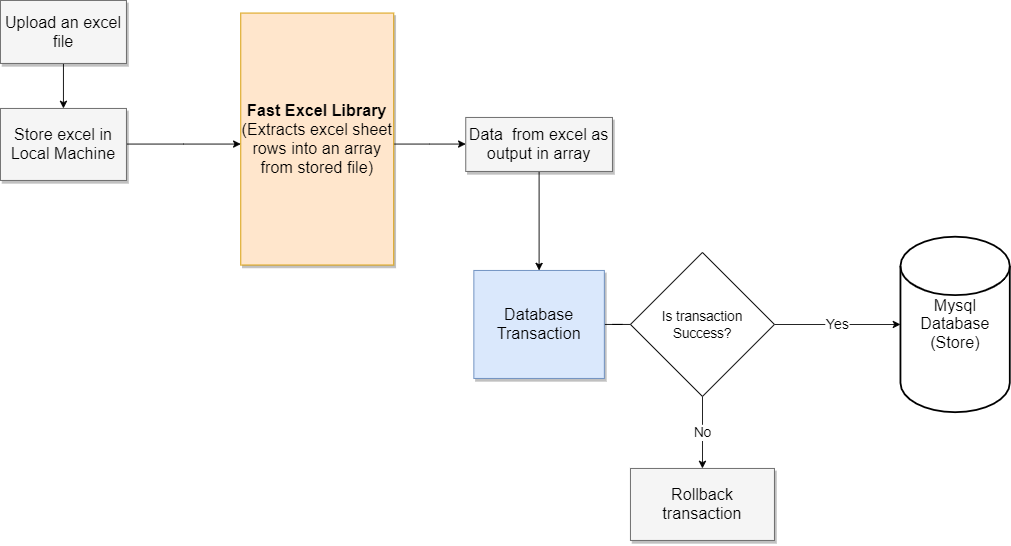 Upload an excel
file
Store excel in
Local Machine
Fast Excel Library
(Extracts excel sheet
rows into an array
from stored file)
Data from excel as
output in array
Database
Transaction
Is transaction
Success?
Yes
Mysql
Database
(Store)
No
Rollback
transaction